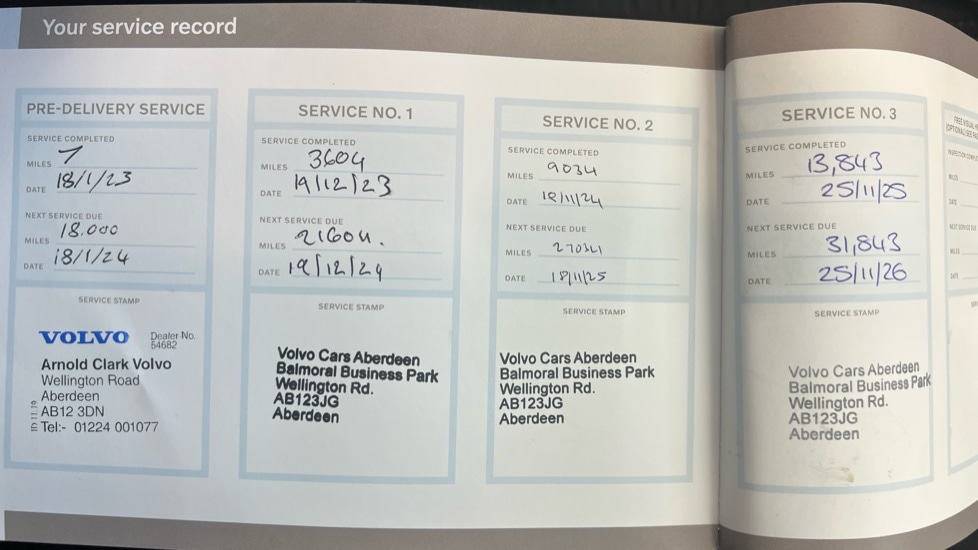 Your service record
PRE-DELIVERY SERVICE
SERVICE COMPLETED
MILES 7
DATE 18/1/23
NEXT SERVICE DUE
MILES 18.000
DATE 18/1/24
SERVICE STAMP
VOLVO Dealer No.
54682
Arnold Clark Volvo
Wellington Road
Aberdeen
AB12 3DN
Tel:- 01224 001077
SERVICE NO. 1
SERVICE COMPLETED
MILES 3604
DATE 19/12/23
NEXT SERVICE DUE
MILES 21604.
DATE 19/12/24
SERVICE STAMP
Volvo Cars Aberdeen
Balmoral Business Park
Wellington Rd.
AB123JG
Aberdeen
SERVICE NO. 2
SERVICE COMPLETED
MILES 9034
DATE 18/11/24
NEXT SERVICE DUE
MILES 27034
DATE 18/11/25
SERVICE STAMP
Volvo Cars Aberdeen
Balmoral Business Park
Wellington Rd.
AB123JG
Aberdeen
SERVICE NO. 3
SERVICE COMPLETED
MILES 13,843
DATE 25/11/25
NEXT SERVICE DUE
MILES 31,843
DATE 25/11/26
SERVICE STAMP
Volvo Cars Aberdeen
Balmoral Business Park
Wellington Rd.
AB123JG
Aberdeen